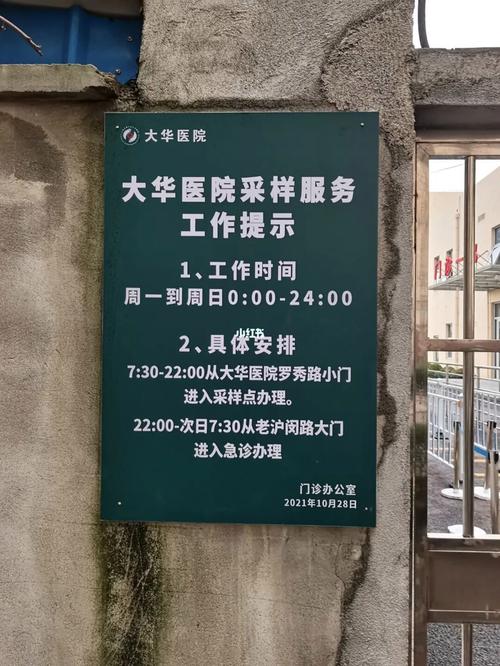 大华医院
大华医院采样服务
工作提示
1、工作时间
周一到周日0:00-24:00
小红书
2、具体安排
7:30-22:00从大华医院罗秀路小门
进入采样点办理。
22:00-次日7:30从老沪闵路大门
进入急诊办理
门诊办公室
2021年10月28日